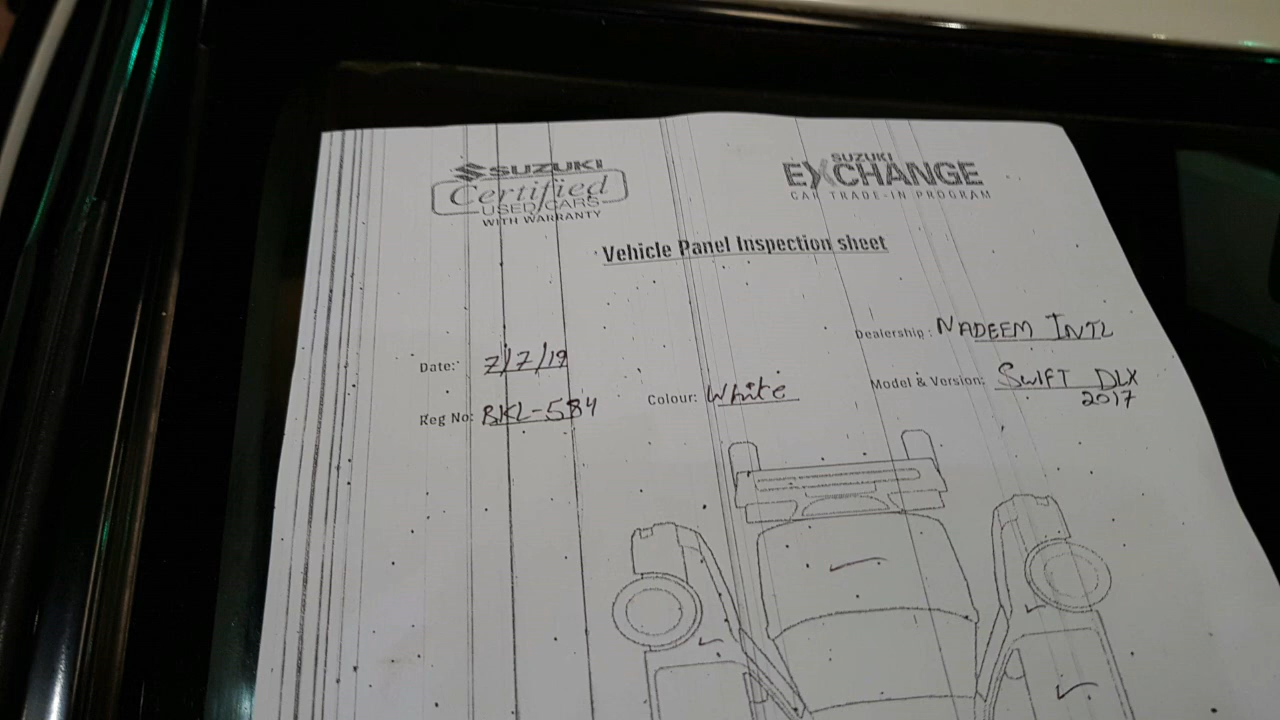 SUZUKI
Certified
USED CARS
WITH WARRANTY
SUZUKI
EXCHANGE
CAR TRADE-IN PROGRAM
Vehicle Panel Inspection sheet
Dealership: NADEEM INTL
Date: 7/7/19
Model & Version: SWIFT DLX
2017
Reg No: BKL-584
Colour: White